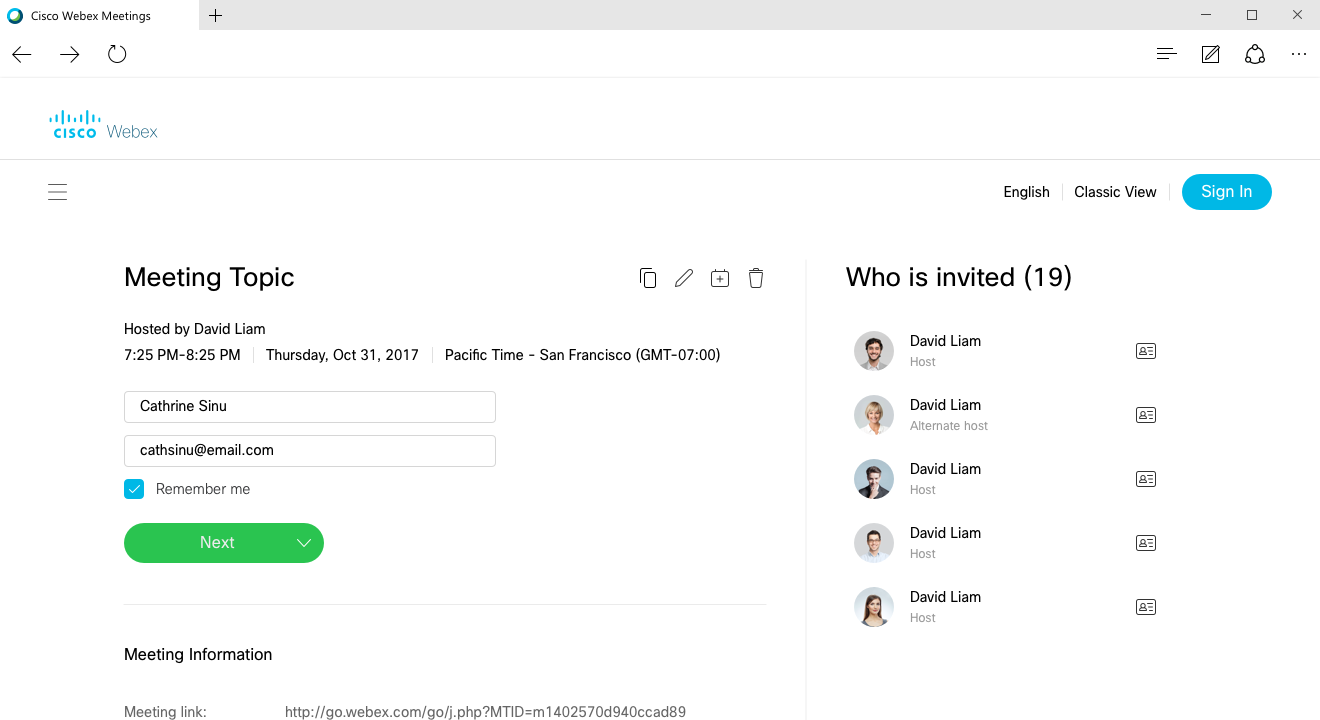 Cisco Webex Meetings
cisco Webex
English
Classic View
Sign In
Meeting Topic
Hosted by David Liam
7:25 PM-8:25 PM
Thursday, Oct 31, 2017
Pacific Time - San Francisco (GMT-07:00)
Cathrine Sinu
cathsinu@email.com
Remember me
Next
Meeting Information
Meeting link:
http://go.webex.com/go/j.php?MTID=m1402570d940ccad89
Who is invited (19)
David Liam
Host
David Liam
Alternate host
David Liam
Host
David Liam
Host
David Liam
Host